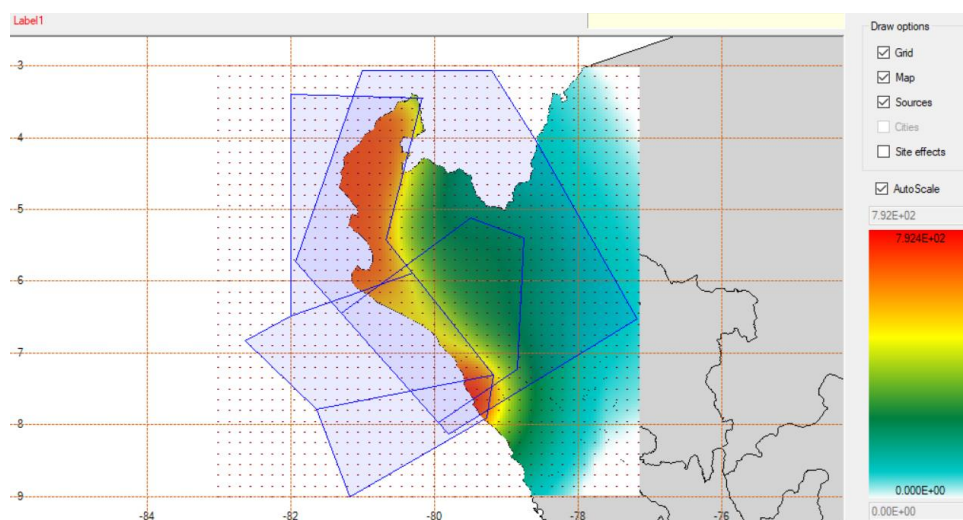 Label1
Draw options
Grid
Map
Sources
Cities
Site effects
AutoScale
7.92E+02
7.924E+02
0.000E+00
0.00E+00
-3
-4
-5
-6
-7
-8
-9
-84
-82
-80
-78
-76